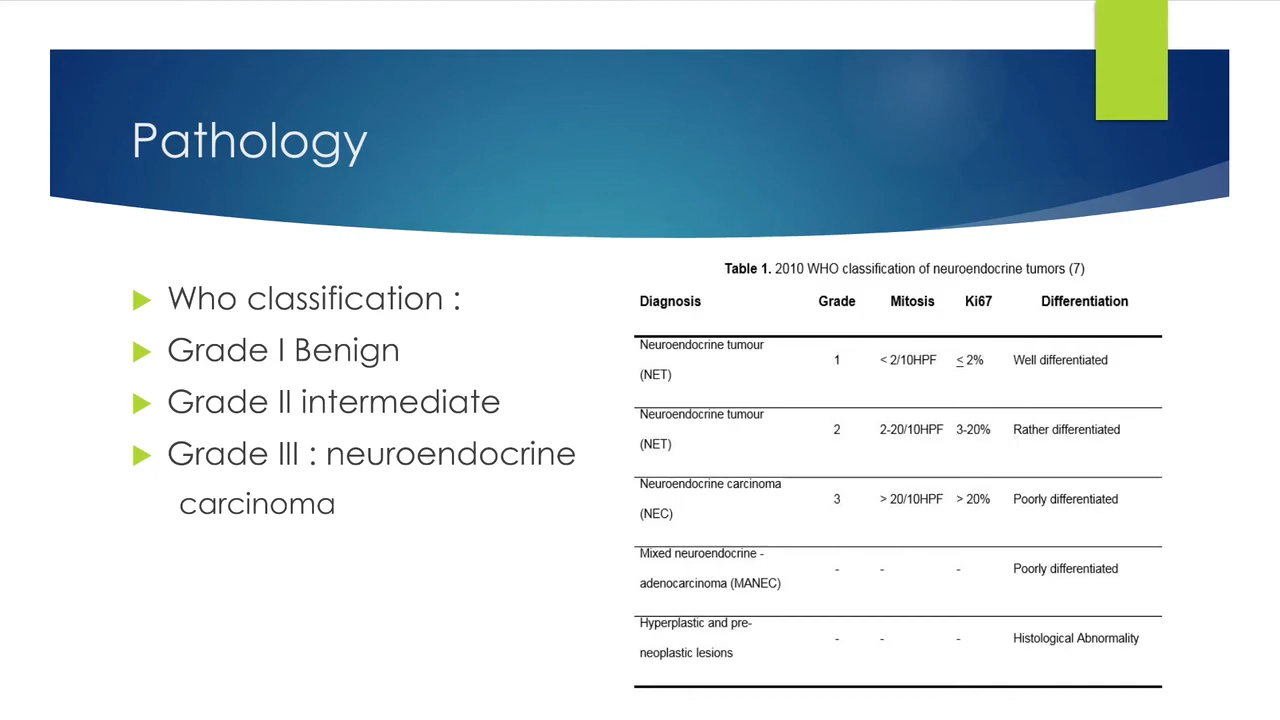 Pathology
Who classification :
Grade I Benign
Grade II intermediate
Grade III : neuroendocrine
carcinoma
Table 1. 2010 WHO classification of neuroendocrine tumors (7)
Diagnosis Grade Mitosis Ki67 Differentiation
Neuroendocrine tumour
(NET)
1 < 2/10HPF ≤ 2% Well differentiated
Neuroendocrine tumour
(NET)
2 2-20/10HPF 3-20% Rather differentiated
Neuroendocrine carcinoma
(NEC)
3 > 20/10HPF > 20% Poorly differentiated
Mixed neuroendocrine -
adenocarcinoma (MANEC)
- - - Poorly differentiated
Hyperplastic and pre-
neoplastic lesions
- - - Histological Abnormality